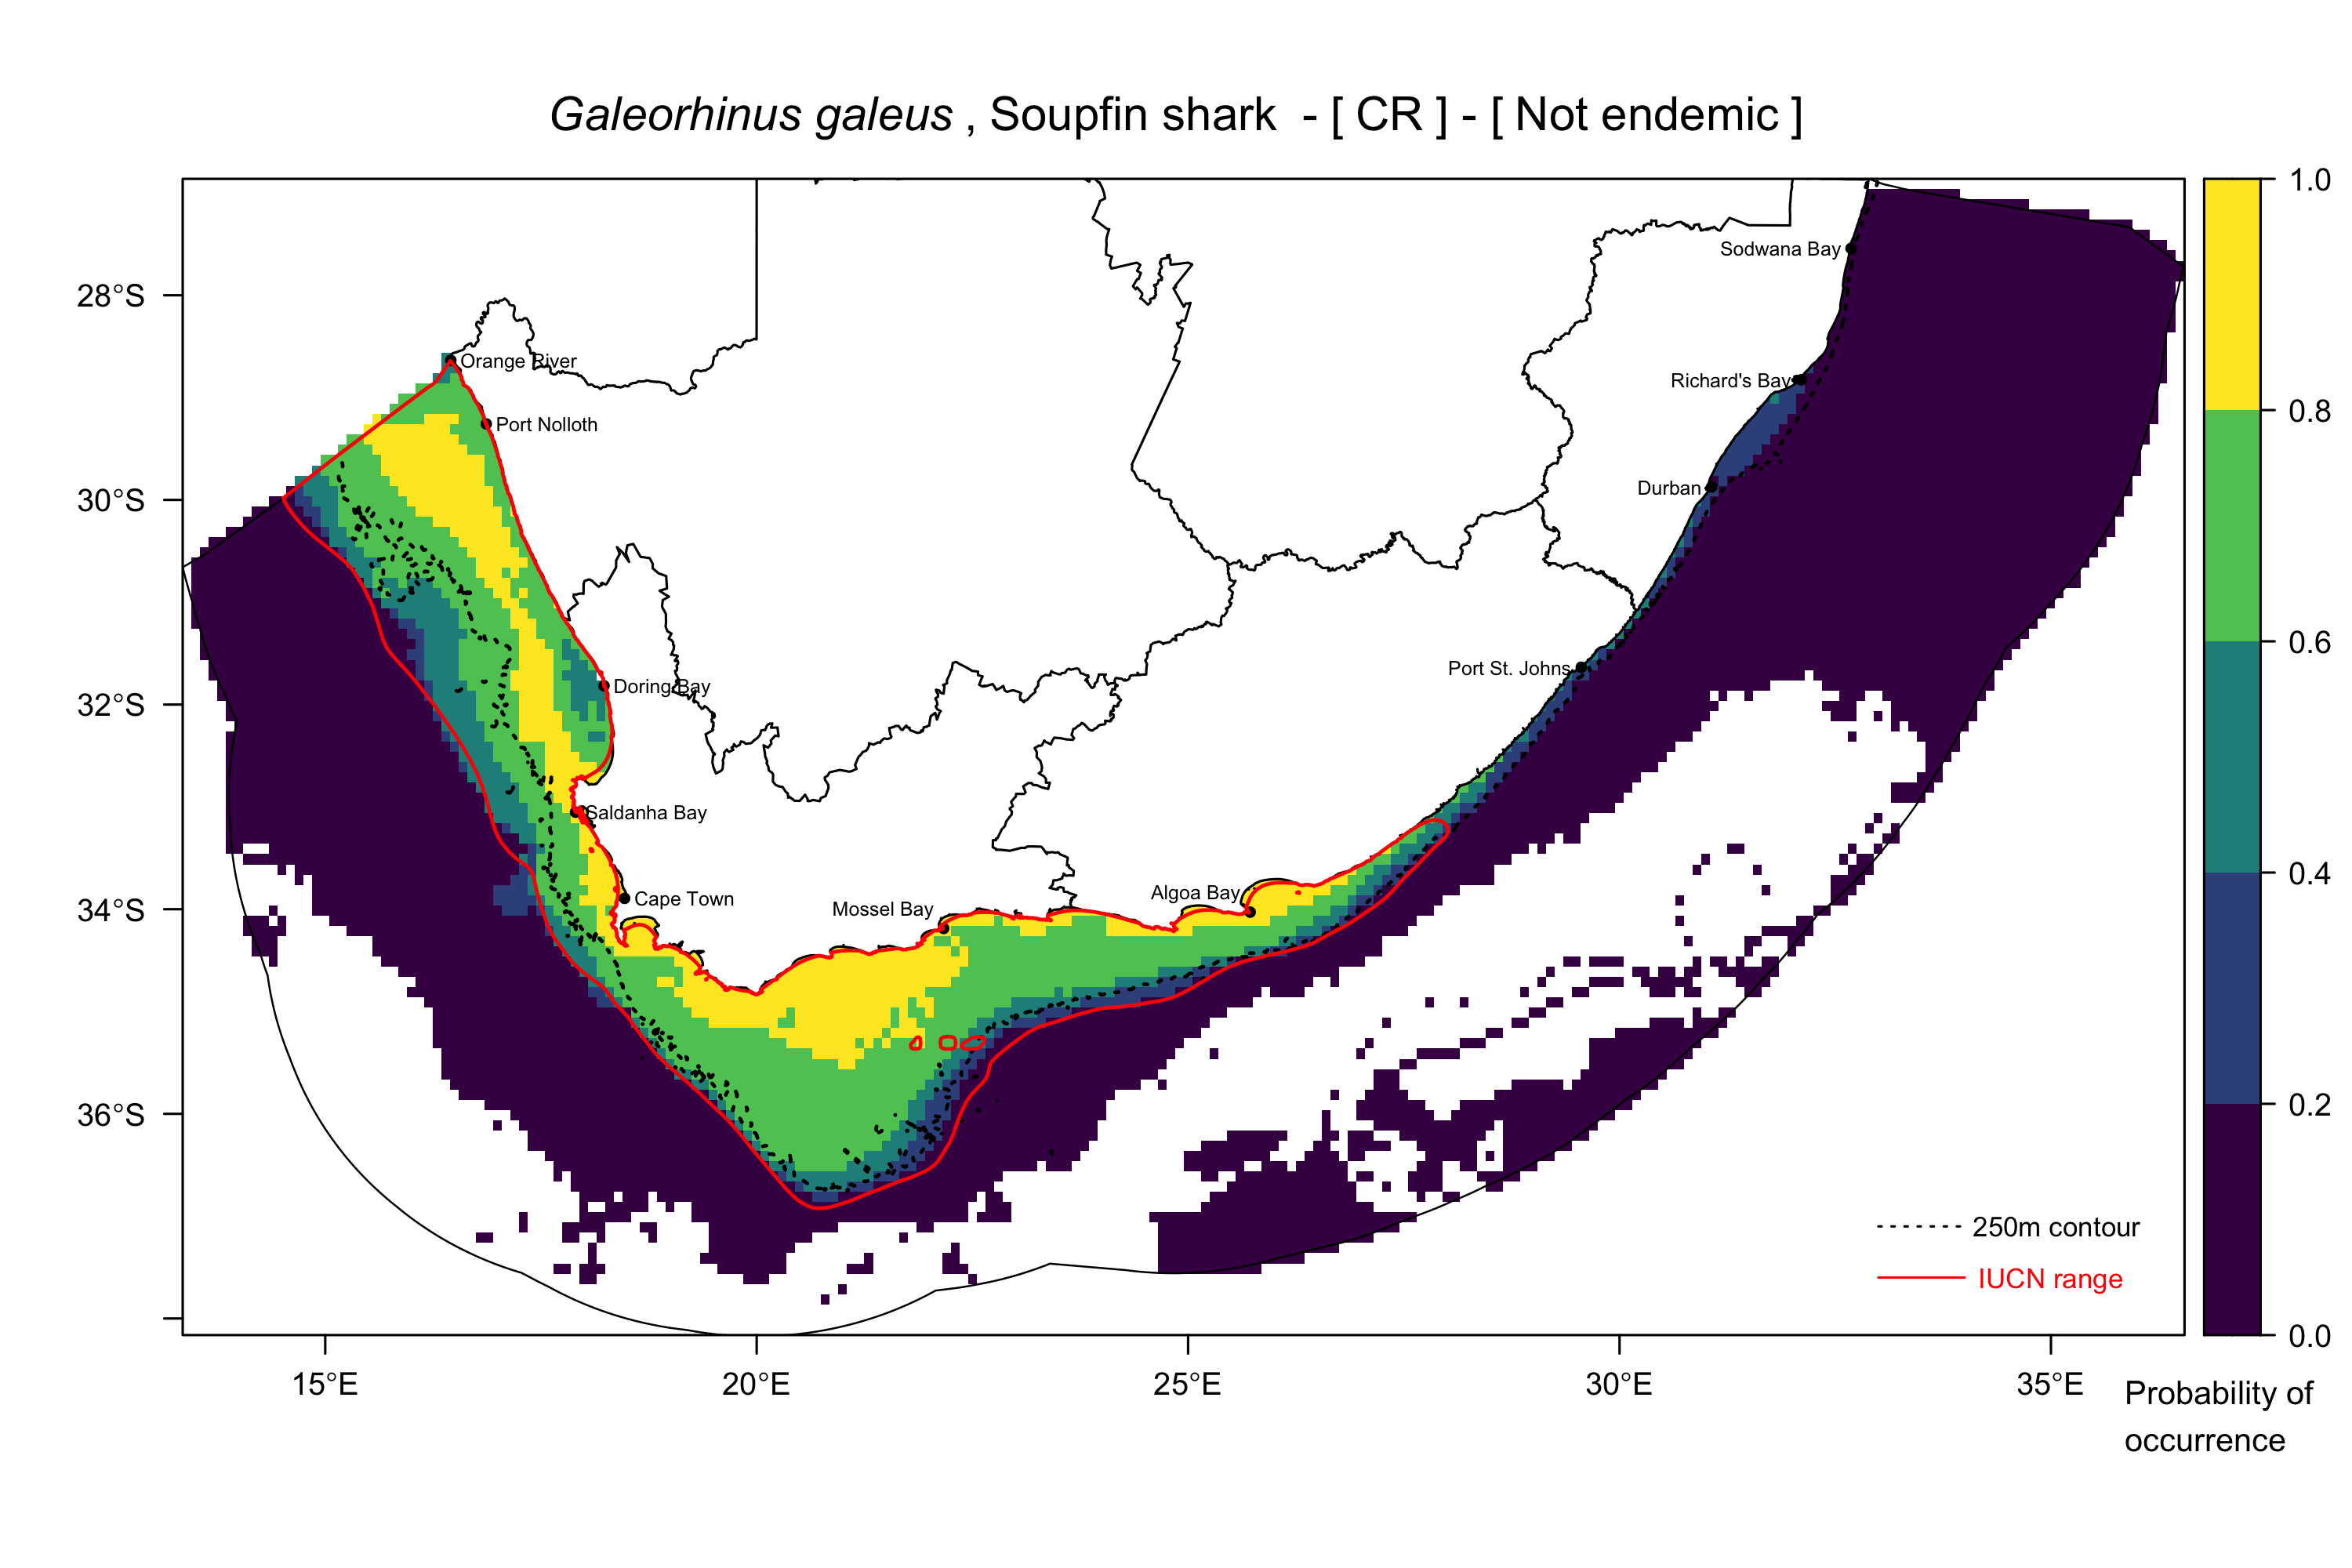 Galeorhinus galeus , Soupfin shark - [ CR ] - [ Not endemic ]
28°S
30°S
32°S
34°S
36°S
15°E
20°E
25°E
30°E
35°E
Sodwana Bay
Richard's Bay
Durban
Port St. Johns
Orange River
Port Nolloth
Doring Bay
Saldanha Bay
Cape Town
Mossel Bay
Algoa Bay
250m contour
IUCN range
1.0
0.8
0.6
0.4
0.2
0.0
Probability of
occurrence